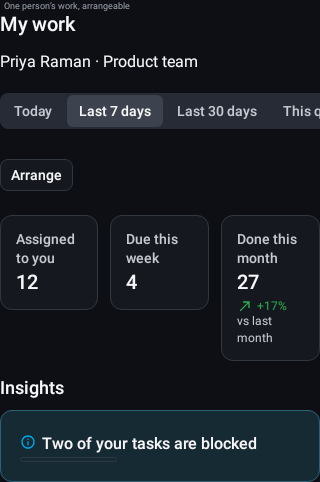 One person's work, arrangeable
My work
Priya Raman · Product team
Today
Last 7 days
Last 30 days
This q
Arrange
Assigned
to you
12
Due this
week
4
Done this
month
27
+17%
vs last
month
Insights
Two of your tasks are blocked